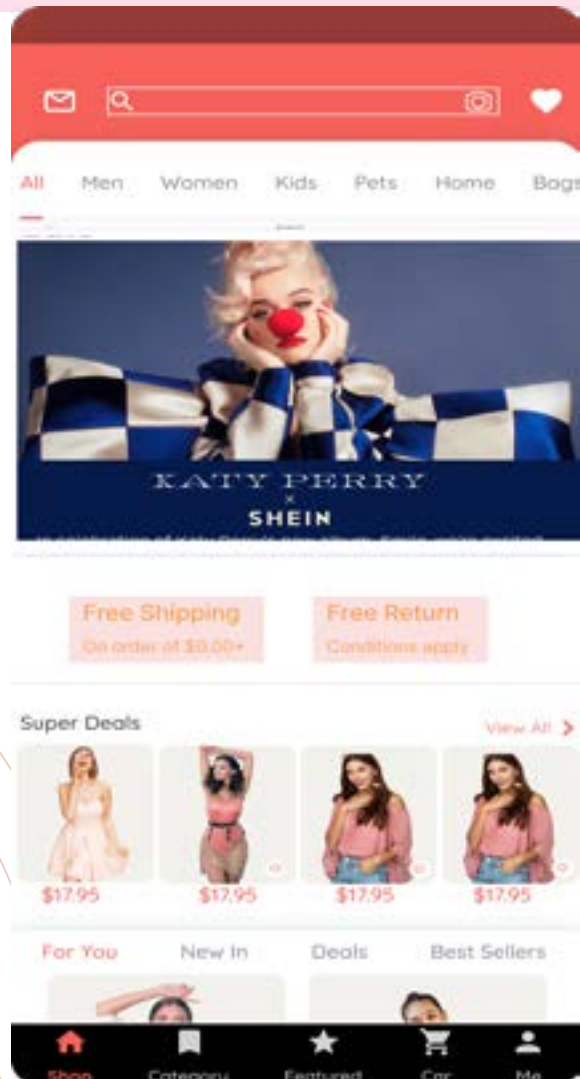 All Men Women Kids Pets Home Bags
KATY PERRY
x
SHEIN
Free Shipping Free Return
On order of $0.00+ Conditions apply
Super Deals View All
$17.95 $17.95 $17.95 $17.95
For You New In Deals Best Sellers
Shop Category Featured Car Me